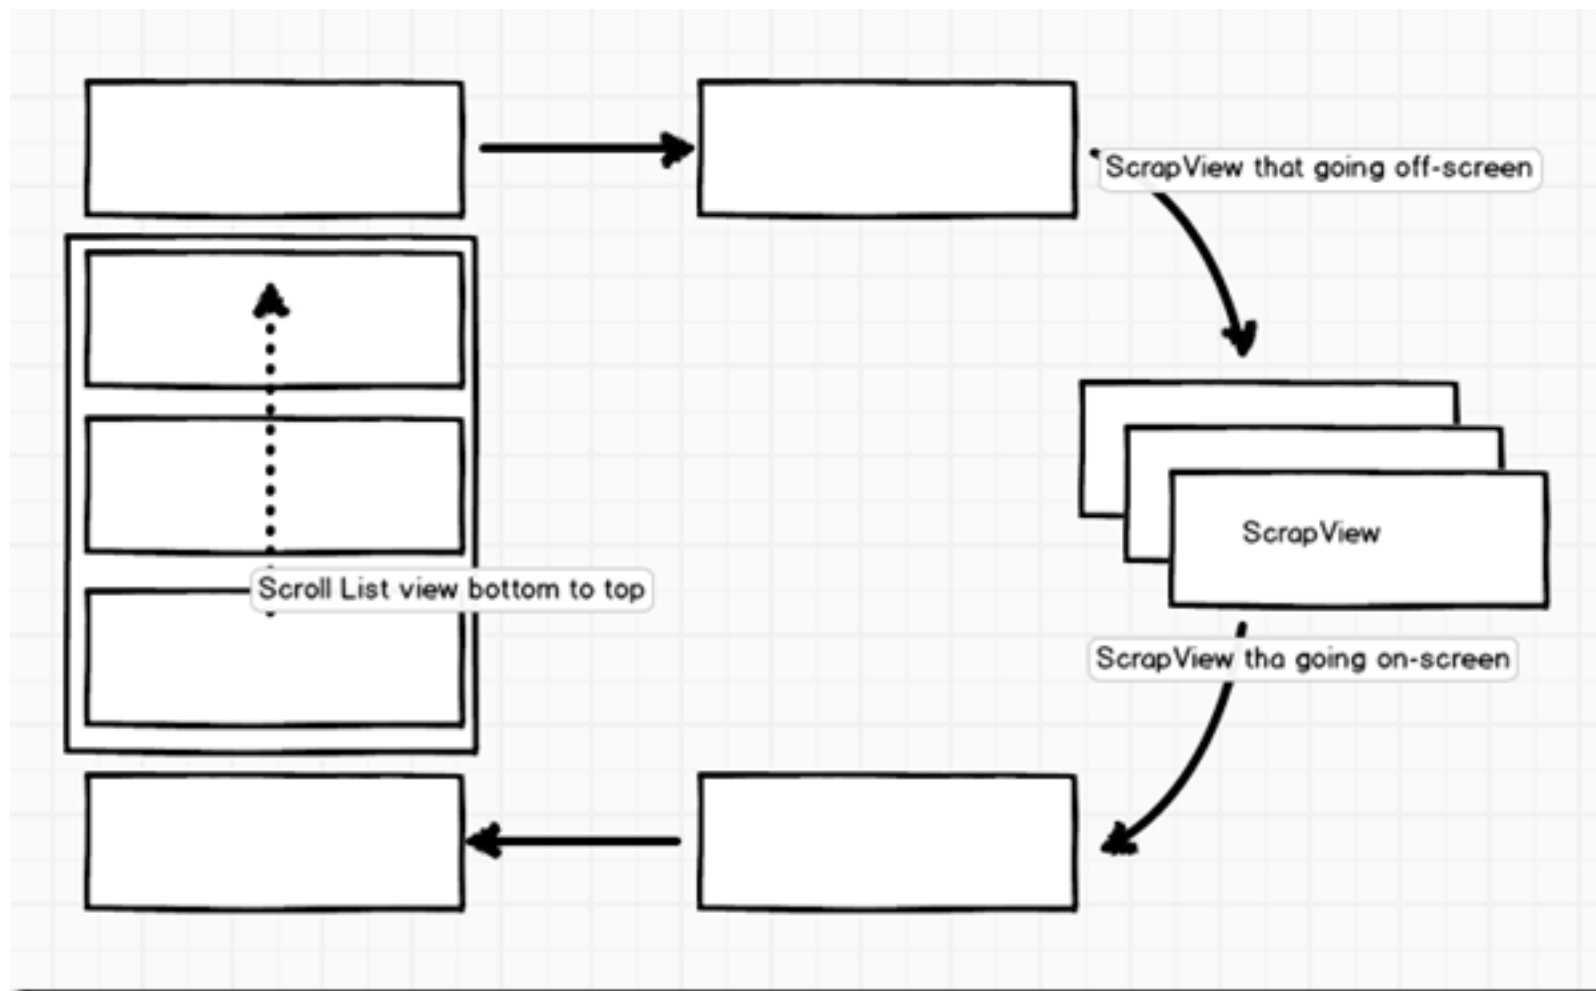 ScrapView that going off-screen
ScrapView
Scroll List view bottom to top
ScrapView tha going on-screen